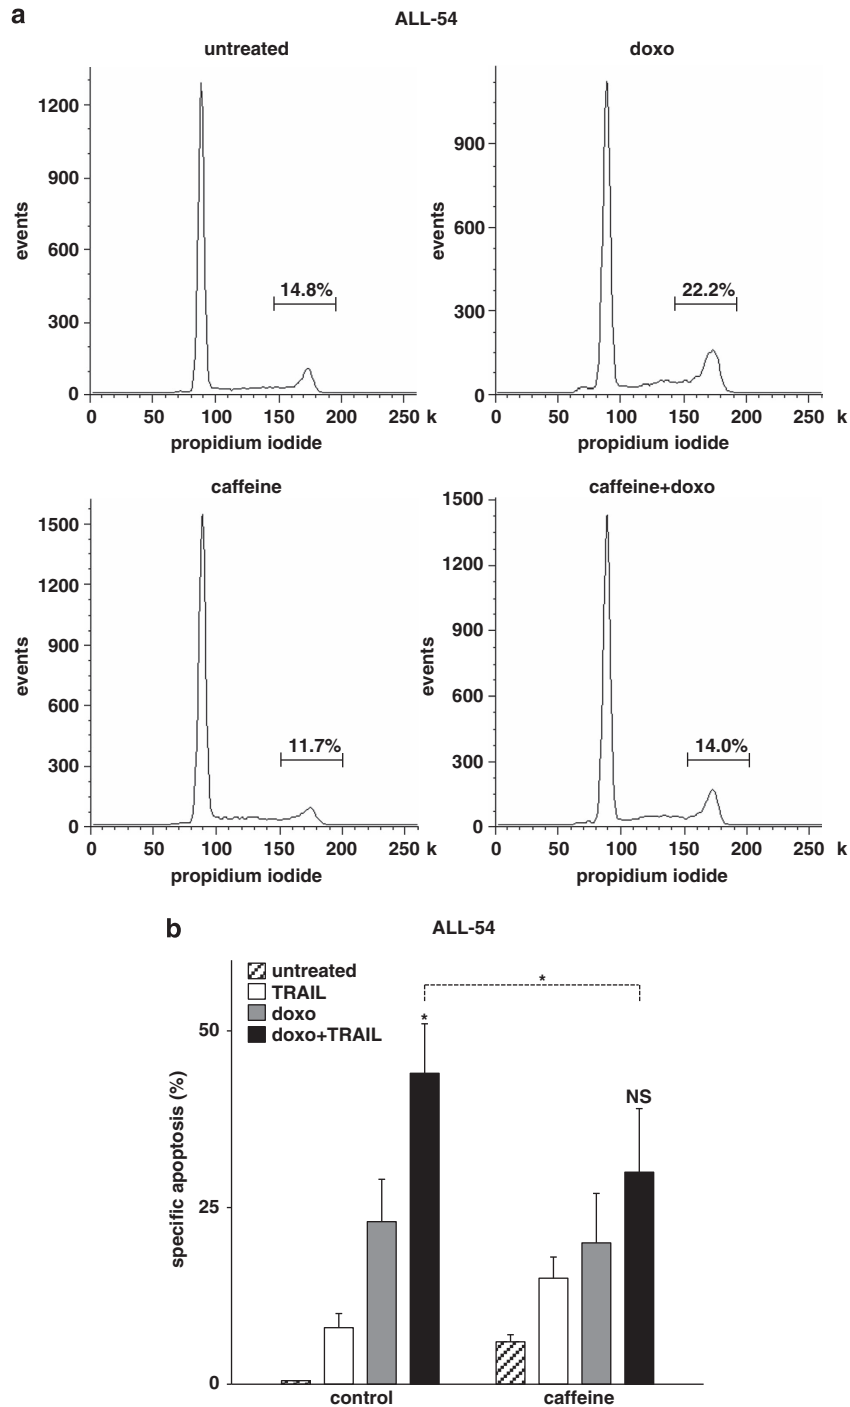 a
ALL-54
untreated
1200
900
600
300
0
events
14.8%
0 50 100 150 200 250 k
propidium iodide
doxo
900
600
300
0
events
22.2%
0 50 100 150 200 250 k
propidium iodide
caffeine
1500
1200
900
600
300
0
events
11.7%
0 50 100 150 200 250 k
propidium iodide
caffeine+doxo
1500
1200
900
600
300
0
events
14.0%
0 50 100 150 200 250 k
propidium iodide
b
ALL-54
untreated
TRAIL
doxo
doxo+TRAIL
*
*
NS
50
25
0
specific apoptosis (%)
control
caffeine